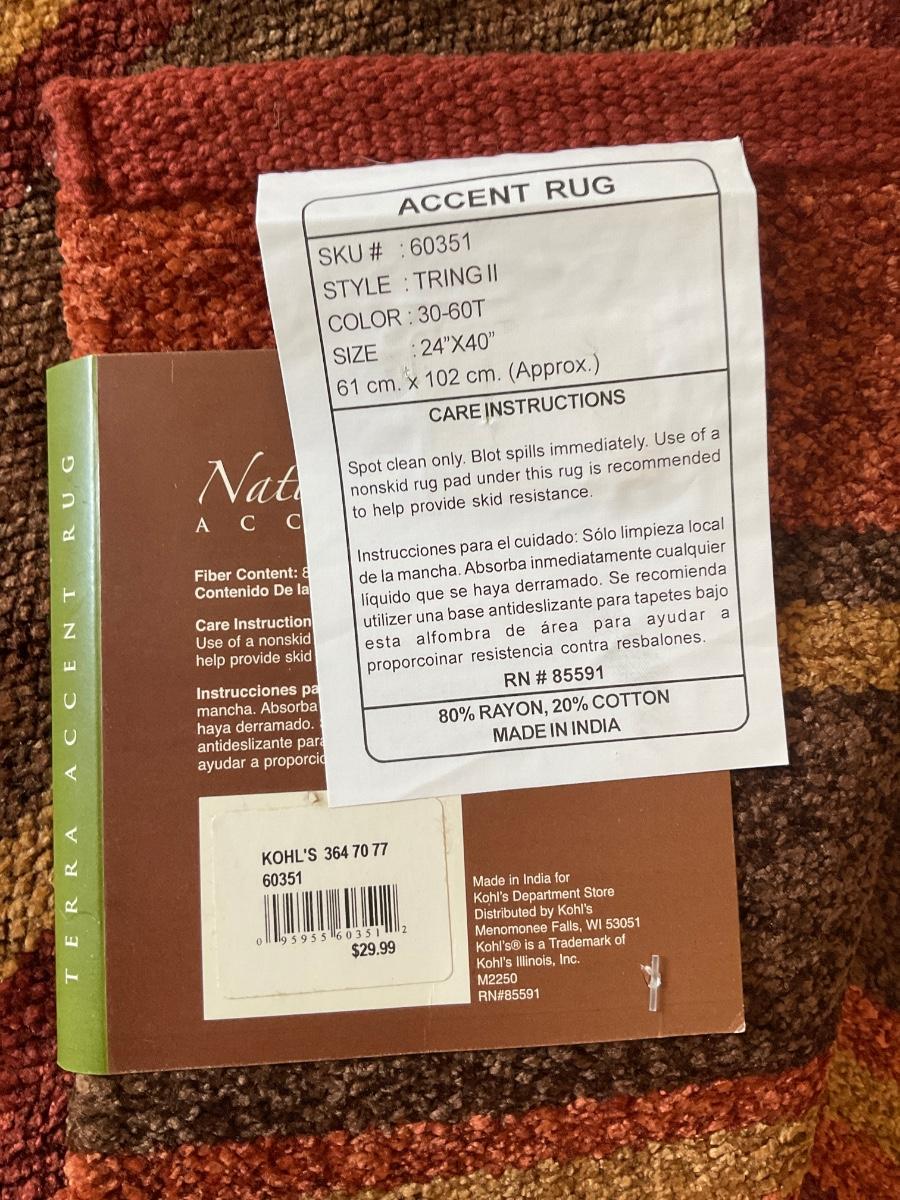 ACCENT RUG
SKU # : 60351
STYLE : TRING II
COLOR : 30-60T
SIZE : 24”X40”
61 cm. x 102 cm. (Approx.)
CARE INSTRUCTIONS
Spot clean only. Blot spills immediately. Use of a
nonskid rug pad under this rug is recommended
to help provide skid resistance.
Instrucciones para el cuidado: Sólo limpieza local
de la mancha. Absorba inmediatamente cualquier
líquido que se haya derramado. Se recomienda
utilizer una base antideslizante para tapetes bajo
esta alfombra de área para ayudar a
proporcoinar resistencia contra resbalones.
RN # 85591
80% RAYON, 20% COTTON
MADE IN INDIA
TERRA ACCENT RUG
Fiber Content:
Contenido De la
Care Instruction
Use of a nonskid
help provide skid
Instrucciones pa
mancha. Absorba
haya derramado.
antideslizante para
ayudar a proporcio
KOHL'S 364 70 77
60351
0 95955 60351 2
$29.99
Made in India for
Kohl's Department Store
Distributed by Kohl's
Menomonee Falls, WI 53051
Kohl's® is a Trademark of
Kohl's Illinois, Inc.
M2250
RN#85591